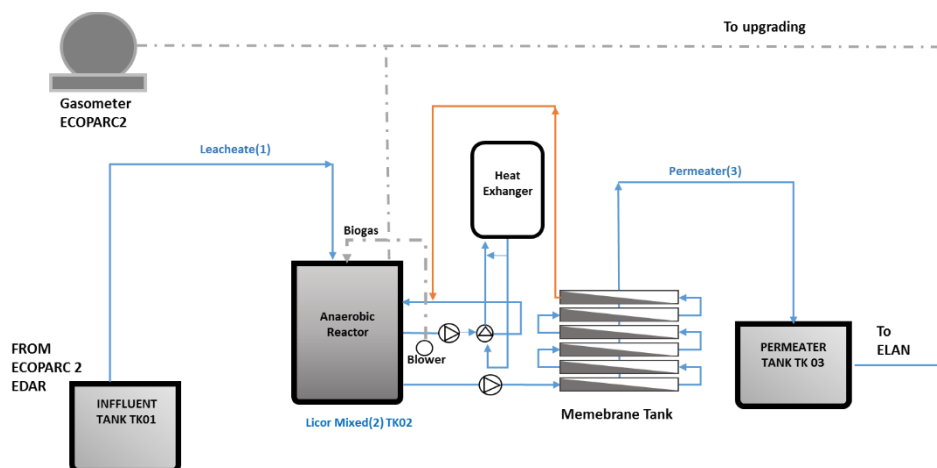 To upgrading
Gasometer
ECOPARC2
Leacheate(1)
Heat
Exhanger
Permeater(3)
Biogas
Anaerobic
Reactor
Blower
FROM
ECOPARC 2
EDAR
INFFLUENT
TANK TK01
Licor Mixed(2) TK02
Memebrane Tank
PERMEATER
TANK TK 03
To
ELAN